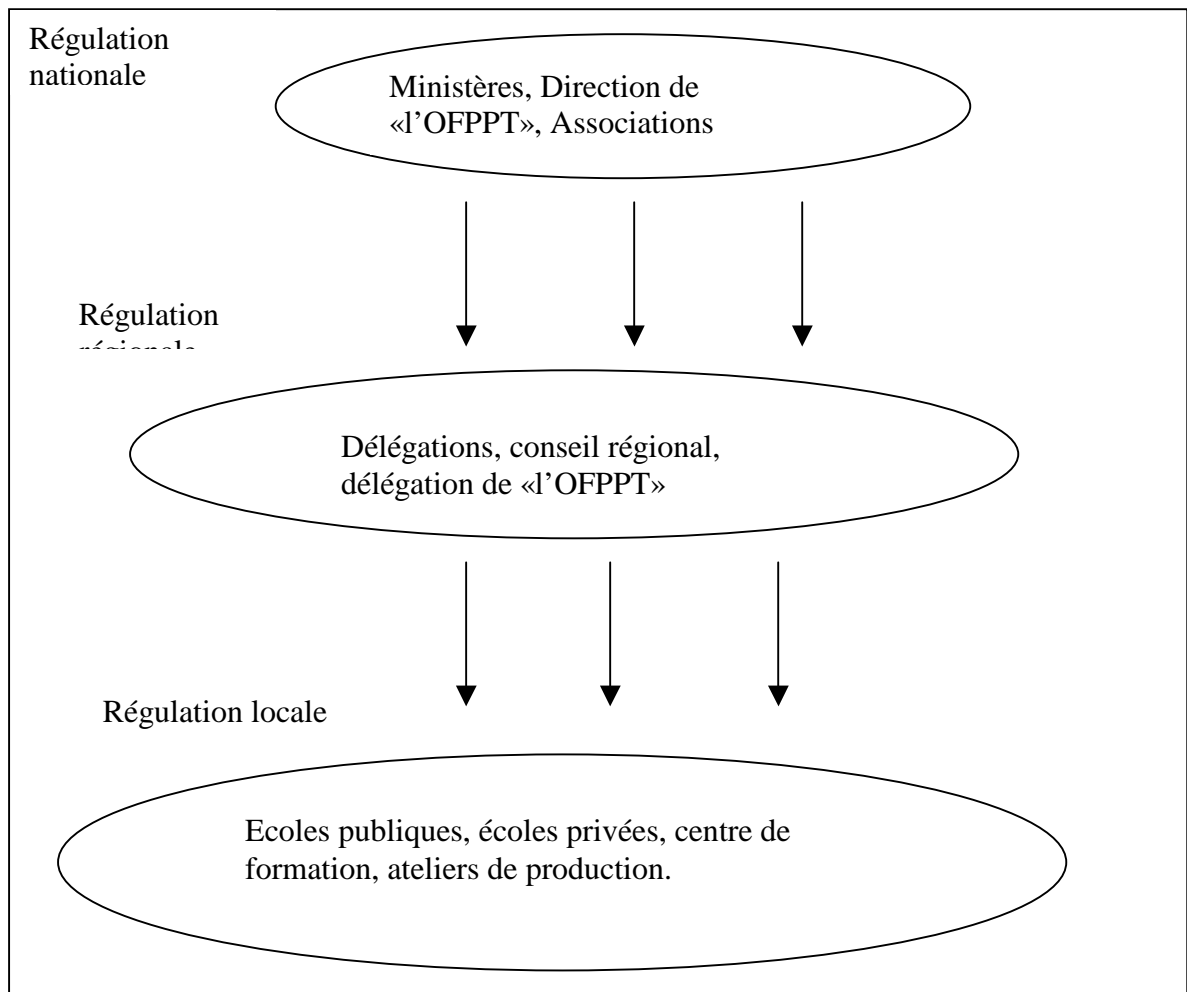 Régulation
nationale
Ministères, Direction de
«l’OFPPT», Associations
Régulation
régionale
Délégations, conseil régional,
délégation de «l’OFPPT»
Régulation locale
Ecoles publiques, écoles privées, centre de
formation, ateliers de production.